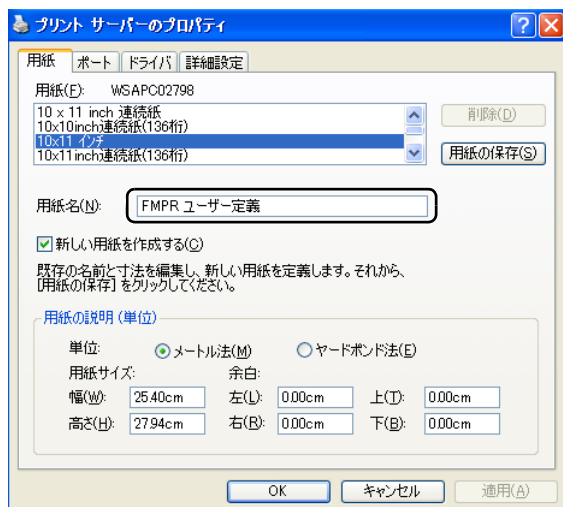 プリント サーバーのプロパティ
用紙 ポート ドライバ 詳細設定
用紙(F): WSAPC02798
10 x 11 inch 連続紙
10x10inch連続紙(136桁)
10x11 インチ
10x11inch連続紙(136桁)
削除(D)
用紙の保存(S)
用紙名(N): FMPR ユーザー定義
新しい用紙を作成する(C)
既存の名前と寸法を編集し、新しい用紙を定義します。それから、
[用紙の保存] をクリックしてください。
用紙の説明 (単位)
単位: メートル法(M) ヤードポンド法(E)
用紙サイズ: 余白:
幅(W): 25.40cm 左(L): 0.00cm 上(T): 0.00cm
高さ(H): 27.94cm 右(R): 0.00cm 下(B): 0.00cm
OK キャンセル 適用(A)